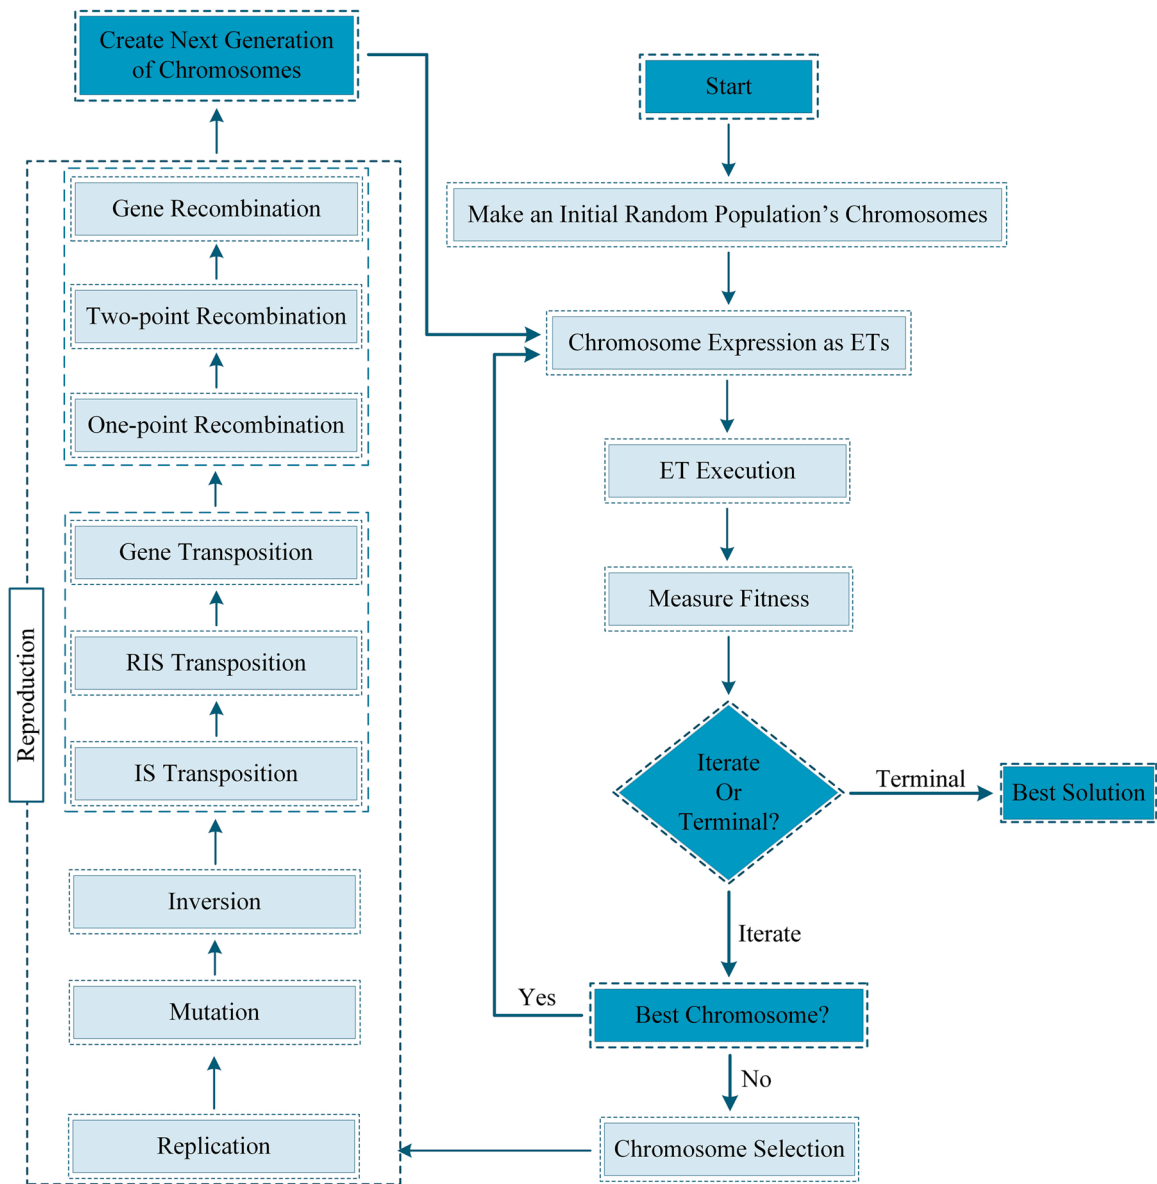 Create Next Generation
of Chromosomes
Start
Gene Recombination
Make an Initial Random Population’s Chromosomes
Two-point Recombination
Chromosome Expression as ETs
One-point Recombination
ET Execution
Gene Transposition
Measure Fitness
Reproduction
RIS Transposition
IS Transposition
Iterate
Or
Terminal?
Terminal
Best Solution
Inversion
Iterate
Mutation
Yes
Best Chromosome?
No
Replication
Chromosome Selection